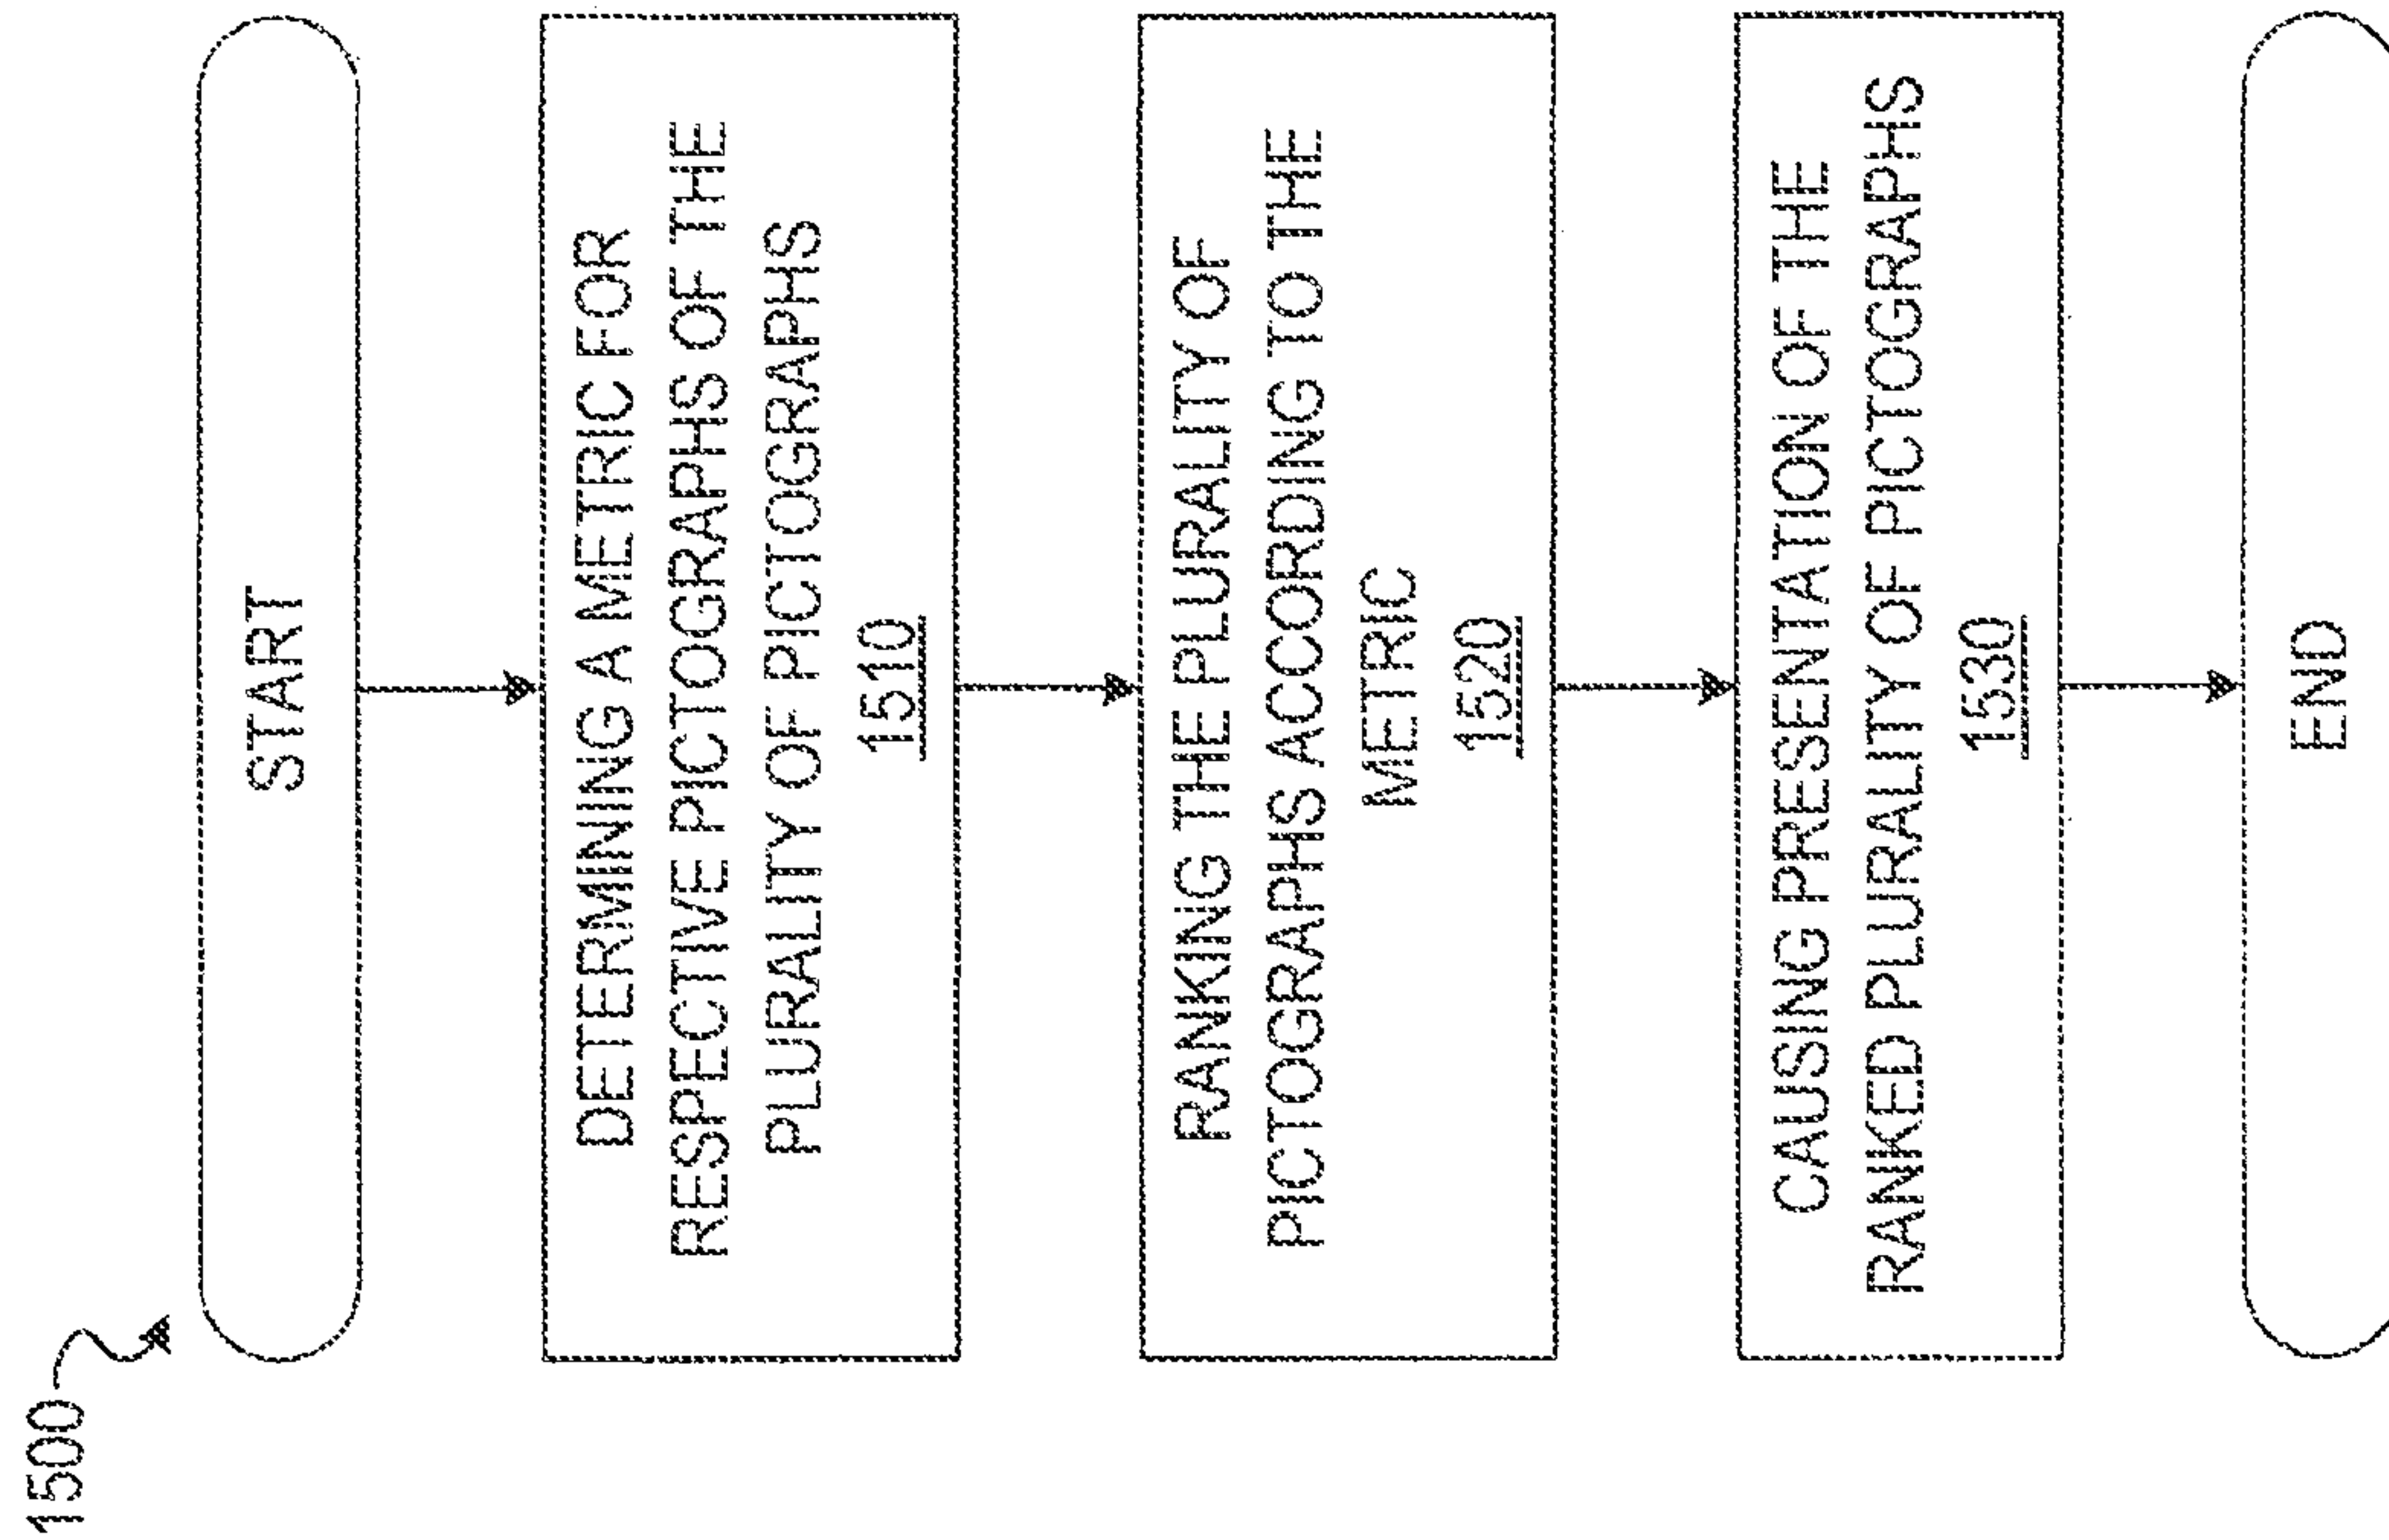 1500
START
DETERMINING A METRIC FOR
RESPECTIVE PICTOGRAPHS OF THE
PLURALITY OF PICTOGRAPHS
1510
RANKING THE PLURALITY OF
PICTOGRAPHS ACCORDING TO THE
METRIC
1520
CAUSING PRESENTATION OF THE
RANKED PLURALITY OF PICTOGRAPHS
1530
END